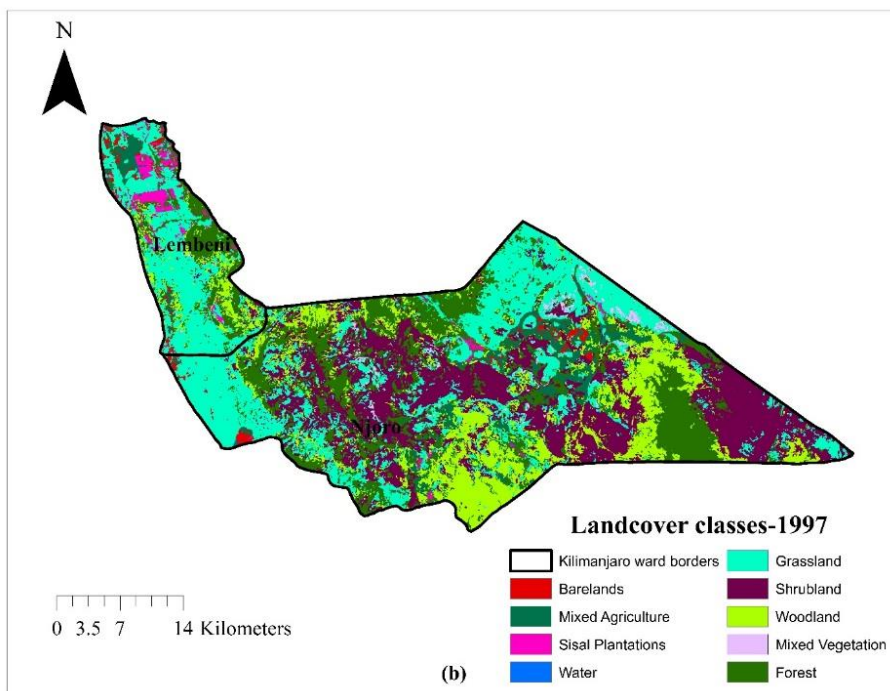 N
Lembeni
Njoro
Landcover classes-1997
Kilimanjaro ward borders
Grassland
Barelands
Shrubland
Mixed Agriculture
Woodland
Sisal Plantations
Mixed Vegetation
Water
Forest
0 3.5 7 14 Kilometers
(b)